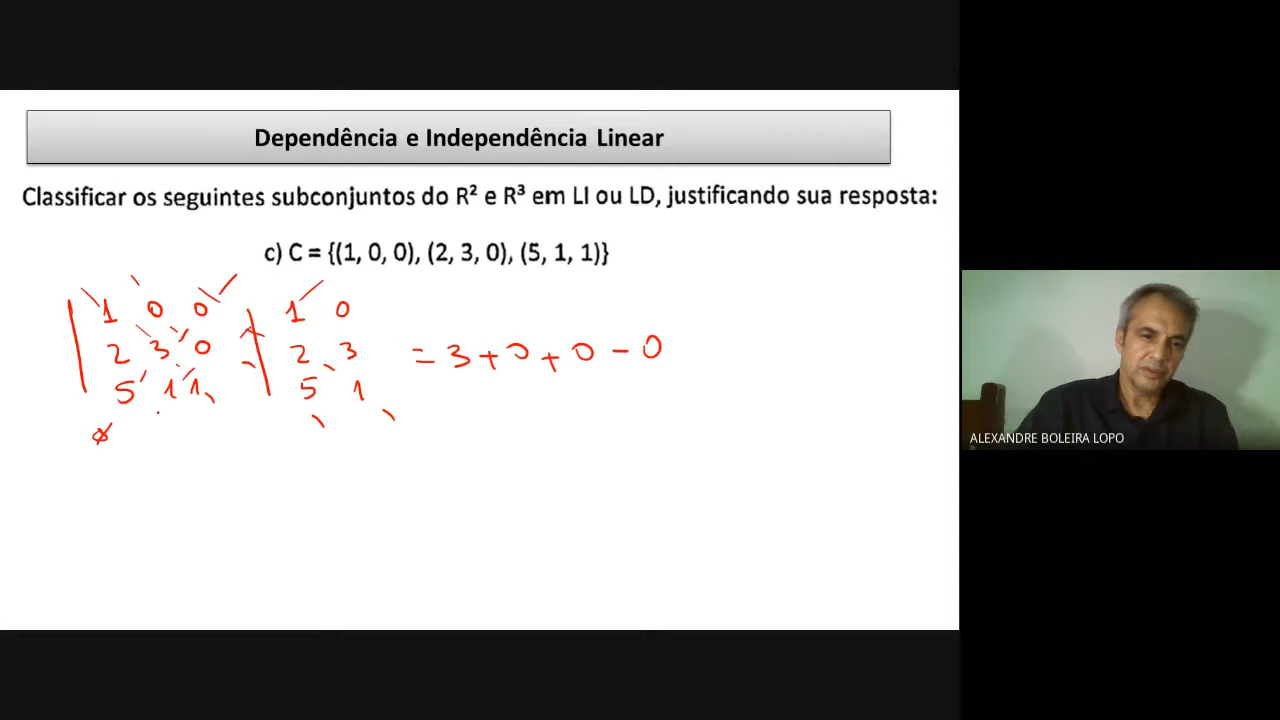 Dependência e Independência Linear
Classificar os seguintes subconjuntos do R² e R³ em LI ou LD, justificando sua resposta:
c) C = {(1, 0, 0), (2, 3, 0), (5, 1, 1)}
1 0 0 | 1 0
2 3 0 | 2 3 = 3 + 0 + 0 - 0
5 1 1 | 5 1
0
ALEXANDRE BOLEIRA LOPO